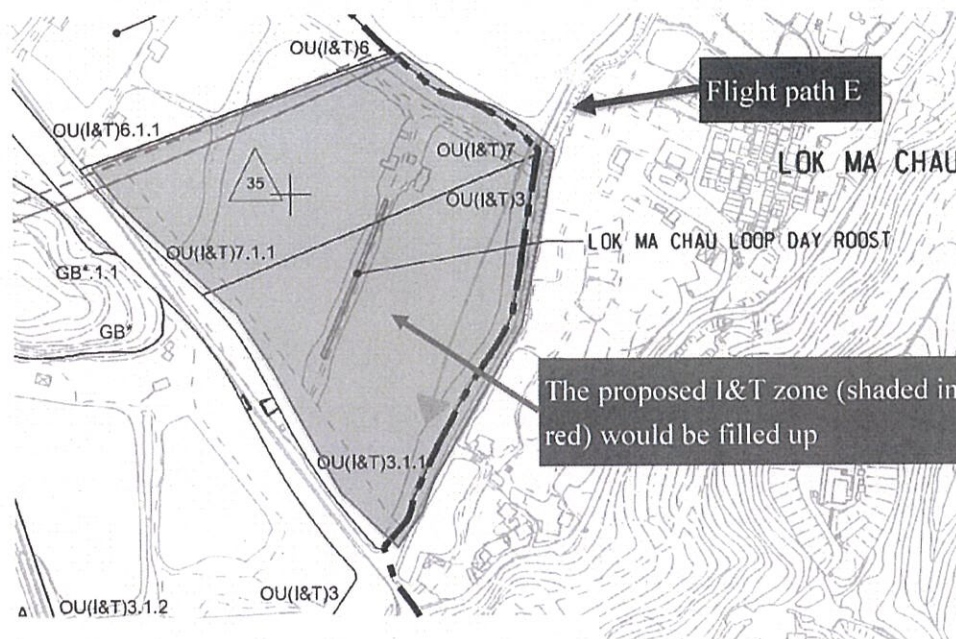 OU(I&T)6
Flight path E
OU(I&T)6.1.1
OU(I&T)7
LOK MA CHAU
35
OU(I&T)3
LOK MA CHAU LOOP DAY ROOST
OU(I&T)7.1.1
GB*.1.1
GB*
The proposed I&T zone (shaded in
red) would be filled up
OU(I&T)3.1.1
OU(I&T)3.1.2
OU(I&T)3